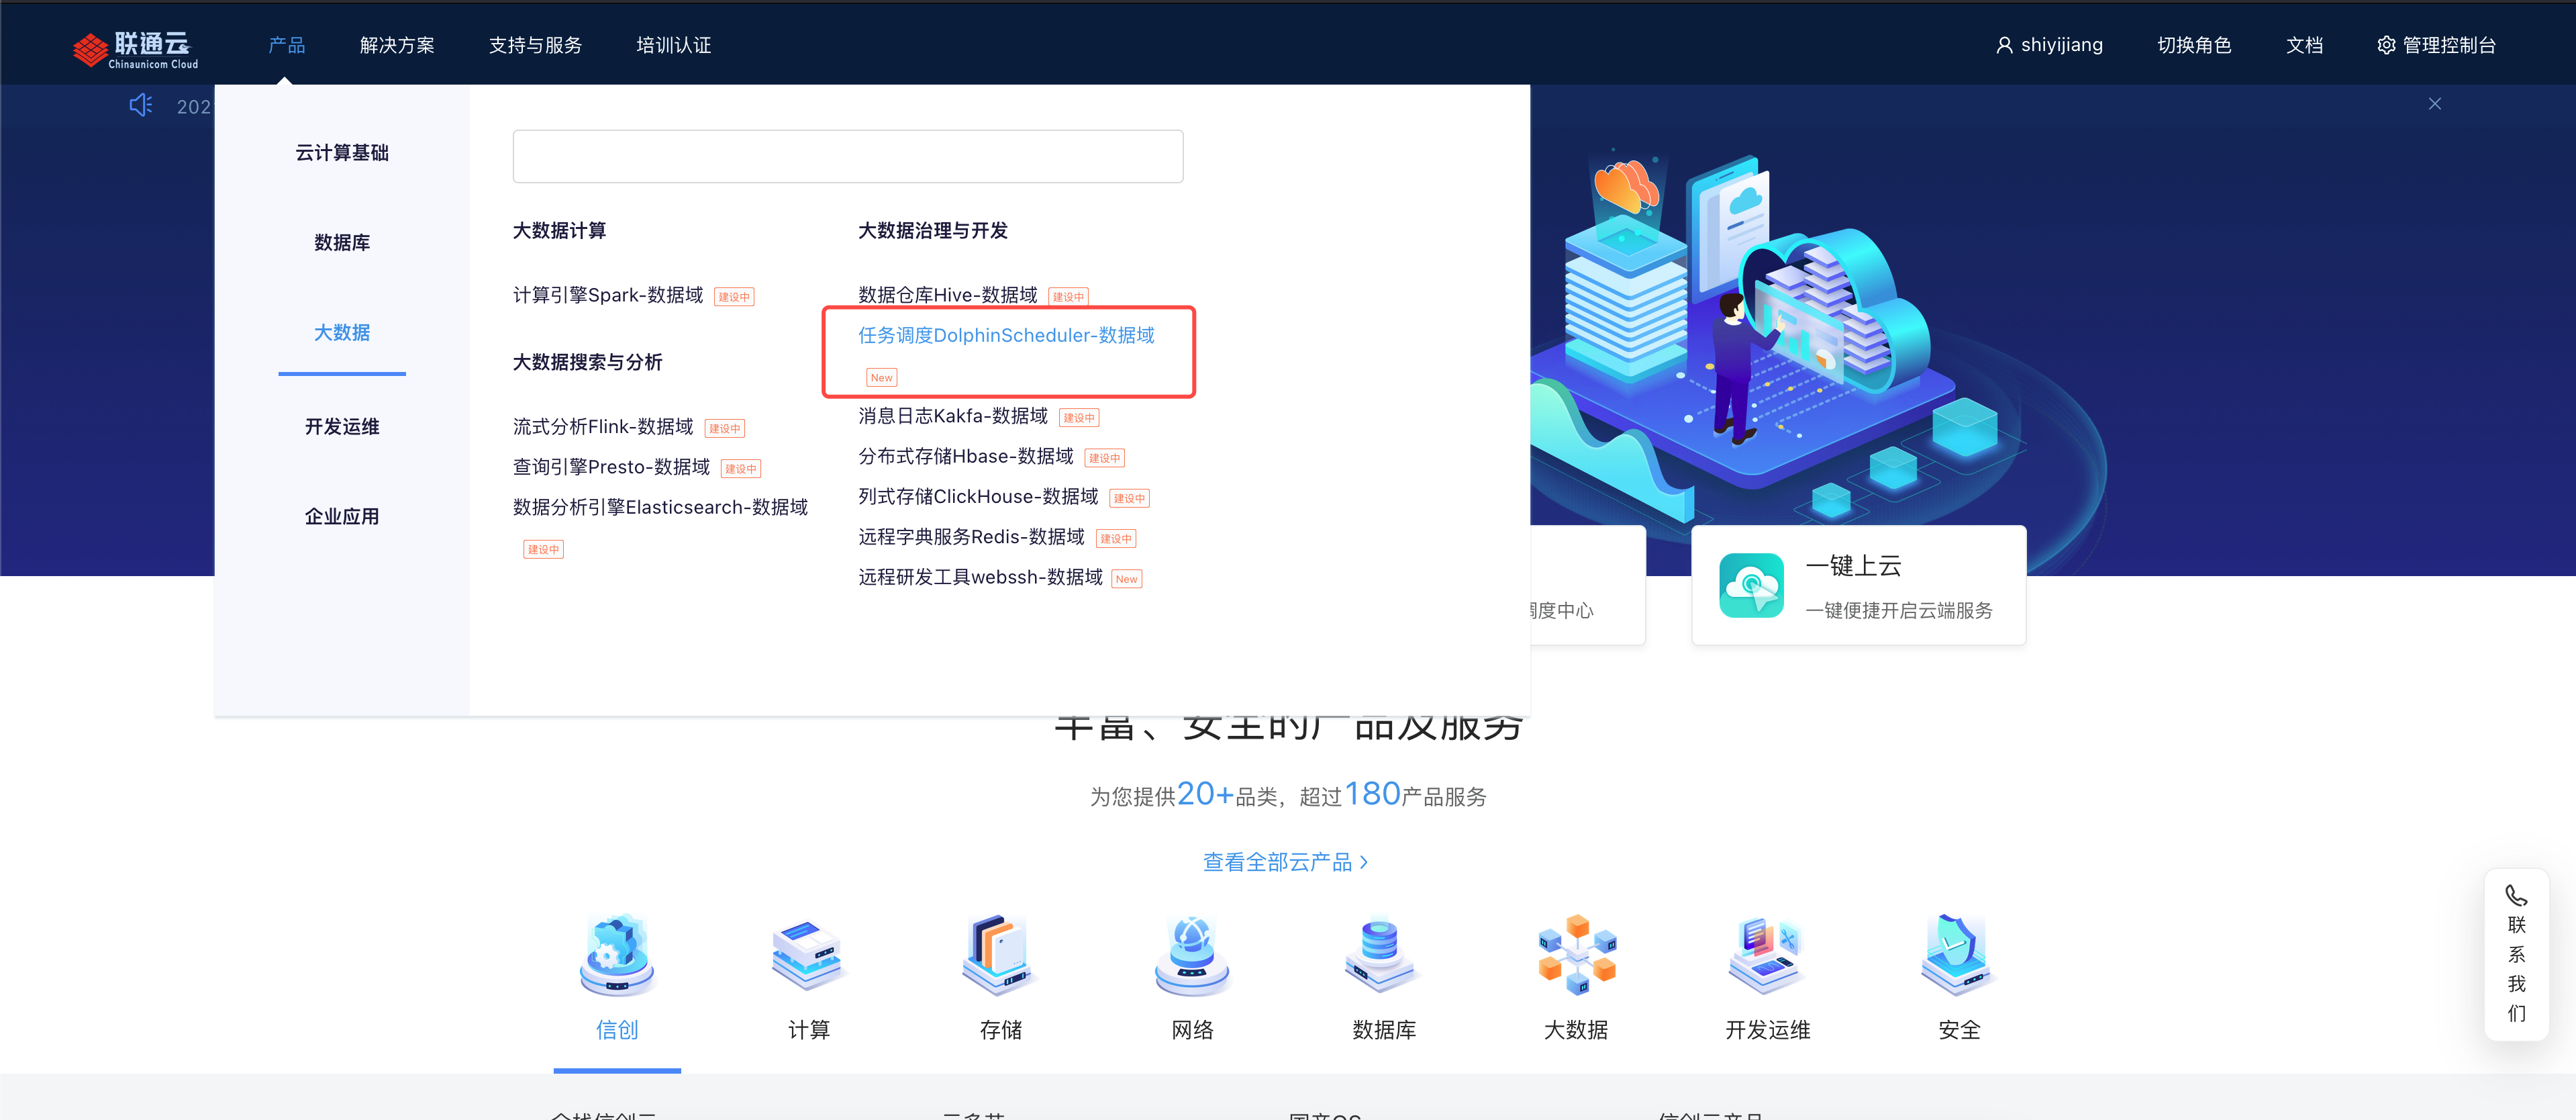 联通云
Chinaunicom Cloud
产品
解决方案
支持与服务
培训认证
shiyijiang
切换角色
文档
管理控制台
202
云计算基础
数据库
大数据
开发运维
企业应用
大数据计算
计算引擎Spark-数据域 建设中
大数据搜索与分析
流式分析Flink-数据域 建设中
查询引擎Presto-数据域 建设中
数据分析引擎Elasticsearch-数据域
建设中
大数据治理与开发
数据仓库Hive-数据域 建设中
任务调度DolphinScheduler-数据域
New
消息日志Kakfa-数据域 建设中
分布式存储Hbase-数据域 建设中
列式存储ClickHouse-数据域 建设中
远程字典服务Redis-数据域 建设中
远程研发工具webssh-数据域 New
调度中心
一键上云
一键便捷开启云端服务
丰富、安全的产品及服务
为您提供20+品类，超过180产品服务
查看全部云产品 >
信创
计算
存储
网络
数据库
大数据
开发运维
安全
联
系
我
们